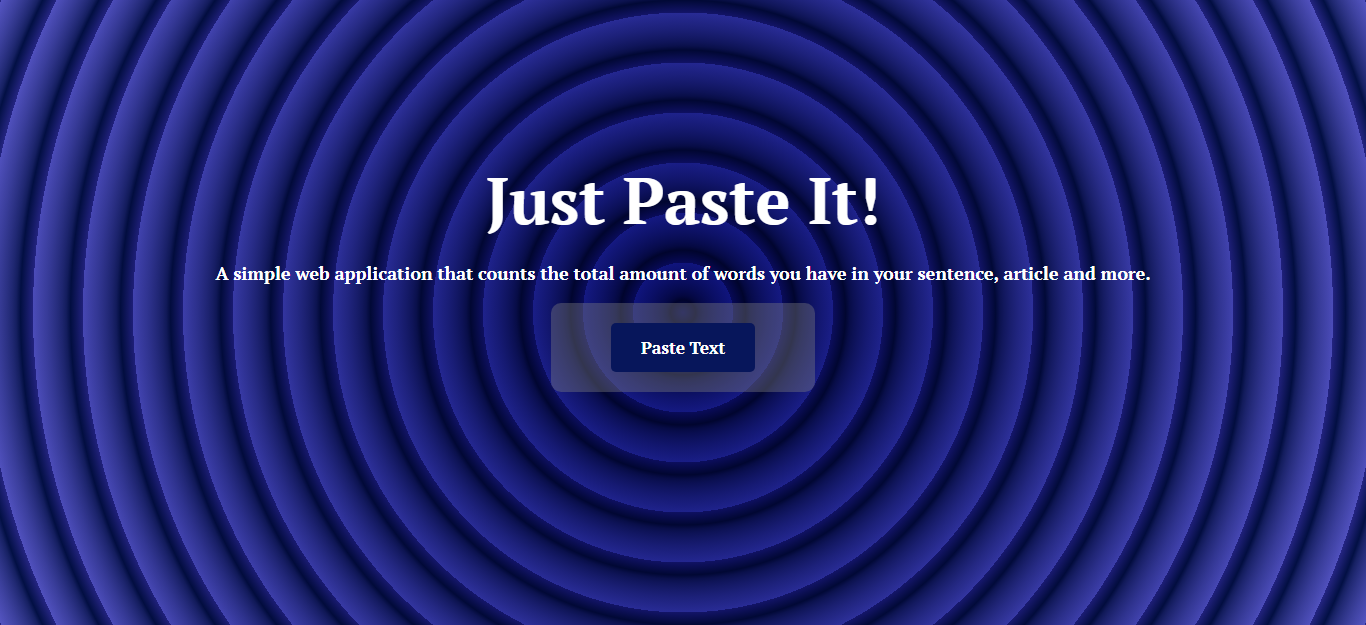 Just Paste It!
A simple web application that counts the total amount of words you have in your sentence, article and more.
Paste Text